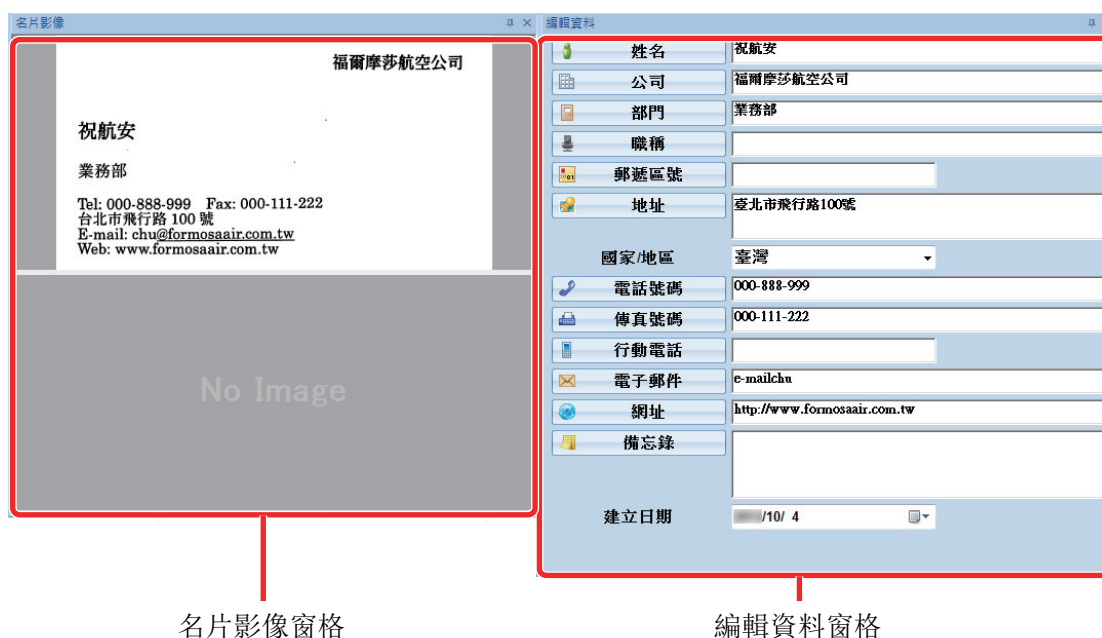 名片影像
福爾摩莎航空公司
祝航安
業務部
Tel: 000-888-999 Fax: 000-111-222
台北市飛行路 100 號
E-mail: chu@formosaair.com.tw
Web: www.formosaair.com.tw
No Image
名片影像窗格
編輯資料
姓名 祝航安
公司 福爾摩莎航空公司
部門 業務部
職稱
郵遞區號
地址 臺北市飛行路100號
國家/地區 臺灣
電話號碼 000-888-999
傳真號碼 000-111-222
行動電話
電子郵件 e-mailchu
網址 http://www.formosaair.com.tw
備忘錄
建立日期 /10/ 4
編輯資料窗格